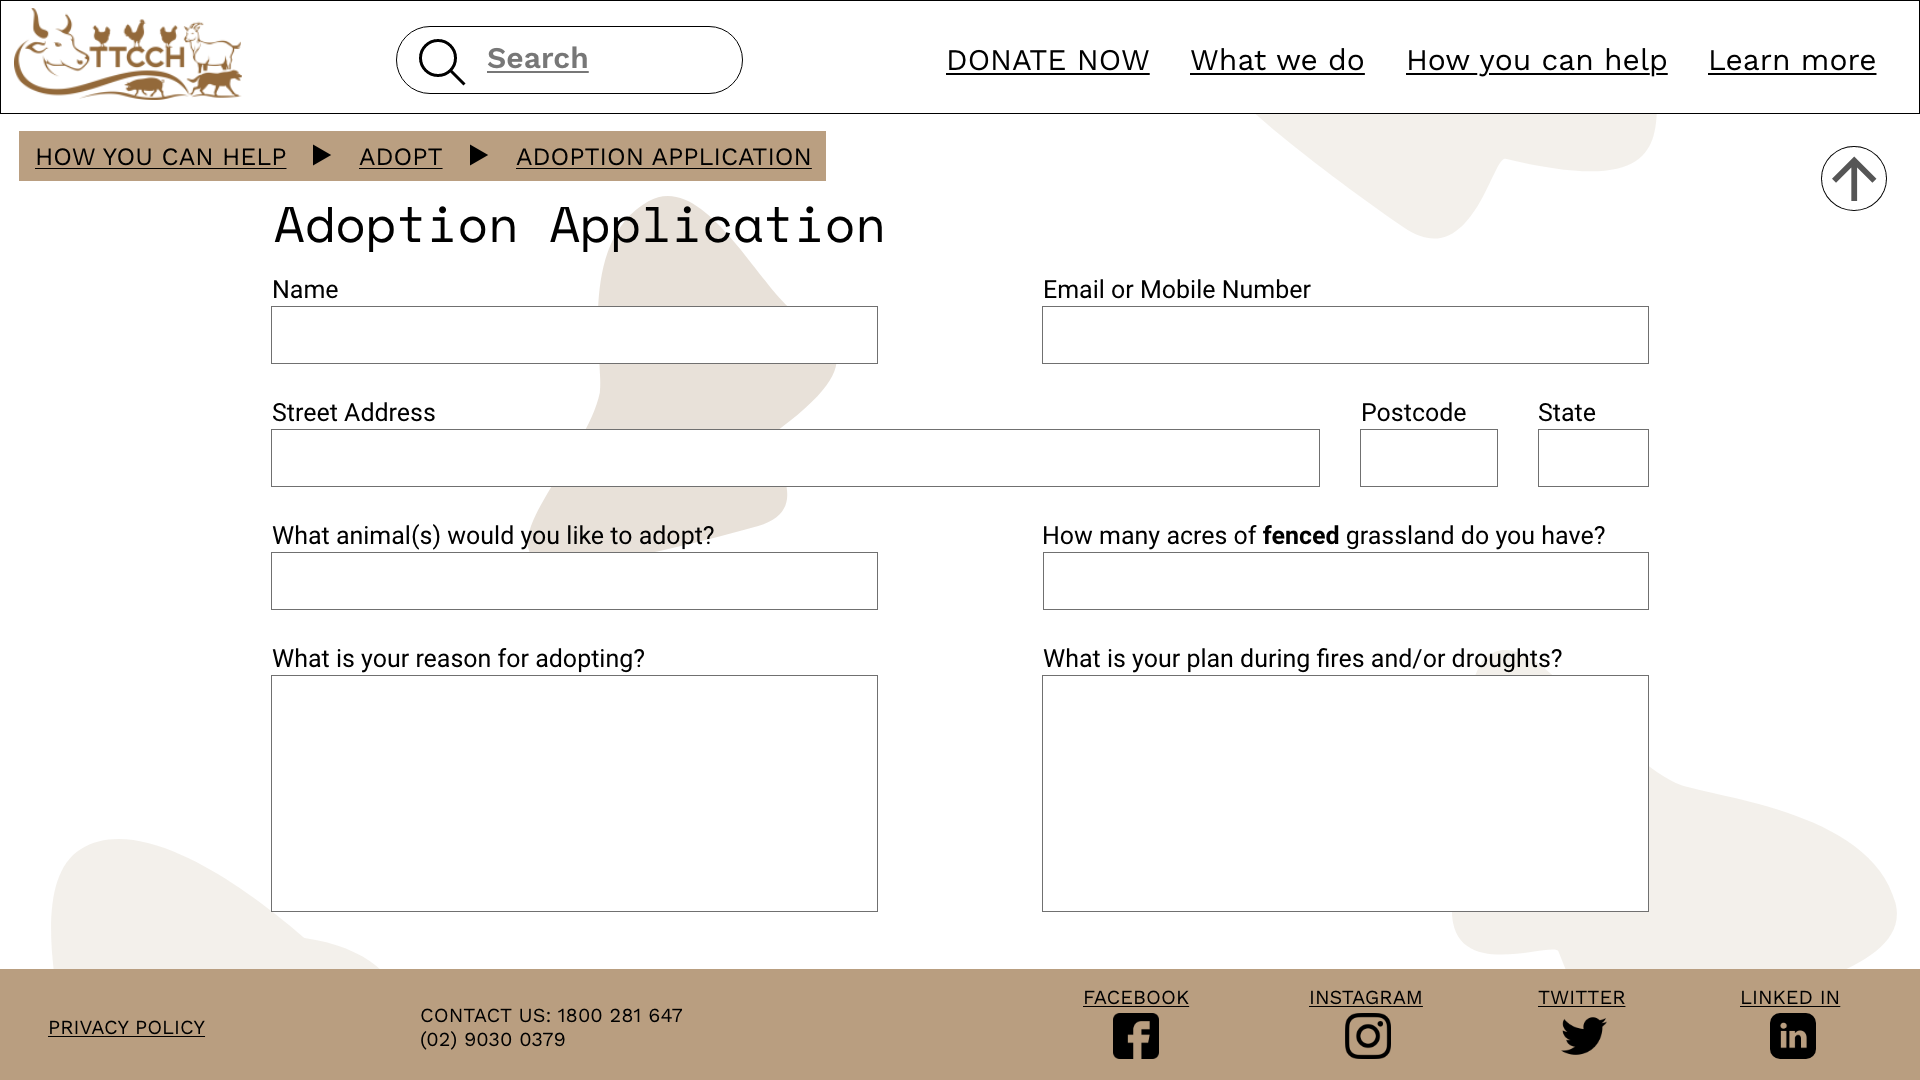 TTCCH
Search
DONATE NOW What we do How you can help Learn more
HOW YOU CAN HELP ADOPT ADOPTION APPLICATION
Adoption Application
Name
Email or Mobile Number
Street Address
Postcode
State
What animal(s) would you like to adopt?
How many acres of fenced grassland do you have?
What is your reason for adopting?
What is your plan during fires and/or droughts?
PRIVACY POLICY
CONTACT US: 1800 281 647
(02) 9030 0379
FACEBOOK
INSTAGRAM
TWITTER
LINKED IN
in